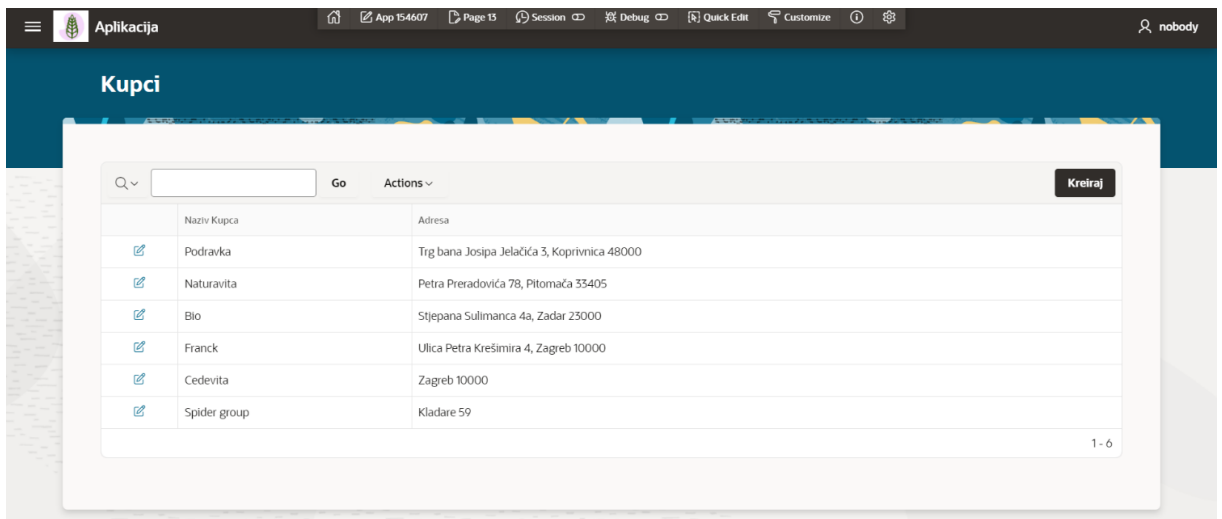 Aplikacija App 154607 Page 13 Session Debug Quick Edit Customize nobody
Kupci
Go Actions Kreiraj
Naziv Kupca Adresa
Podravka Trg bana Josipa Jelačića 3, Koprivnica 48000
Naturavita Petra Preradovića 78, Pitomača 33405
Bio Stjepana Sulimanca 4a, Zadar 23000
Franck Ulica Petra Krešimira 4, Zagreb 10000
Cedevita Zagreb 10000
Spider group Kladare 59
1 - 6